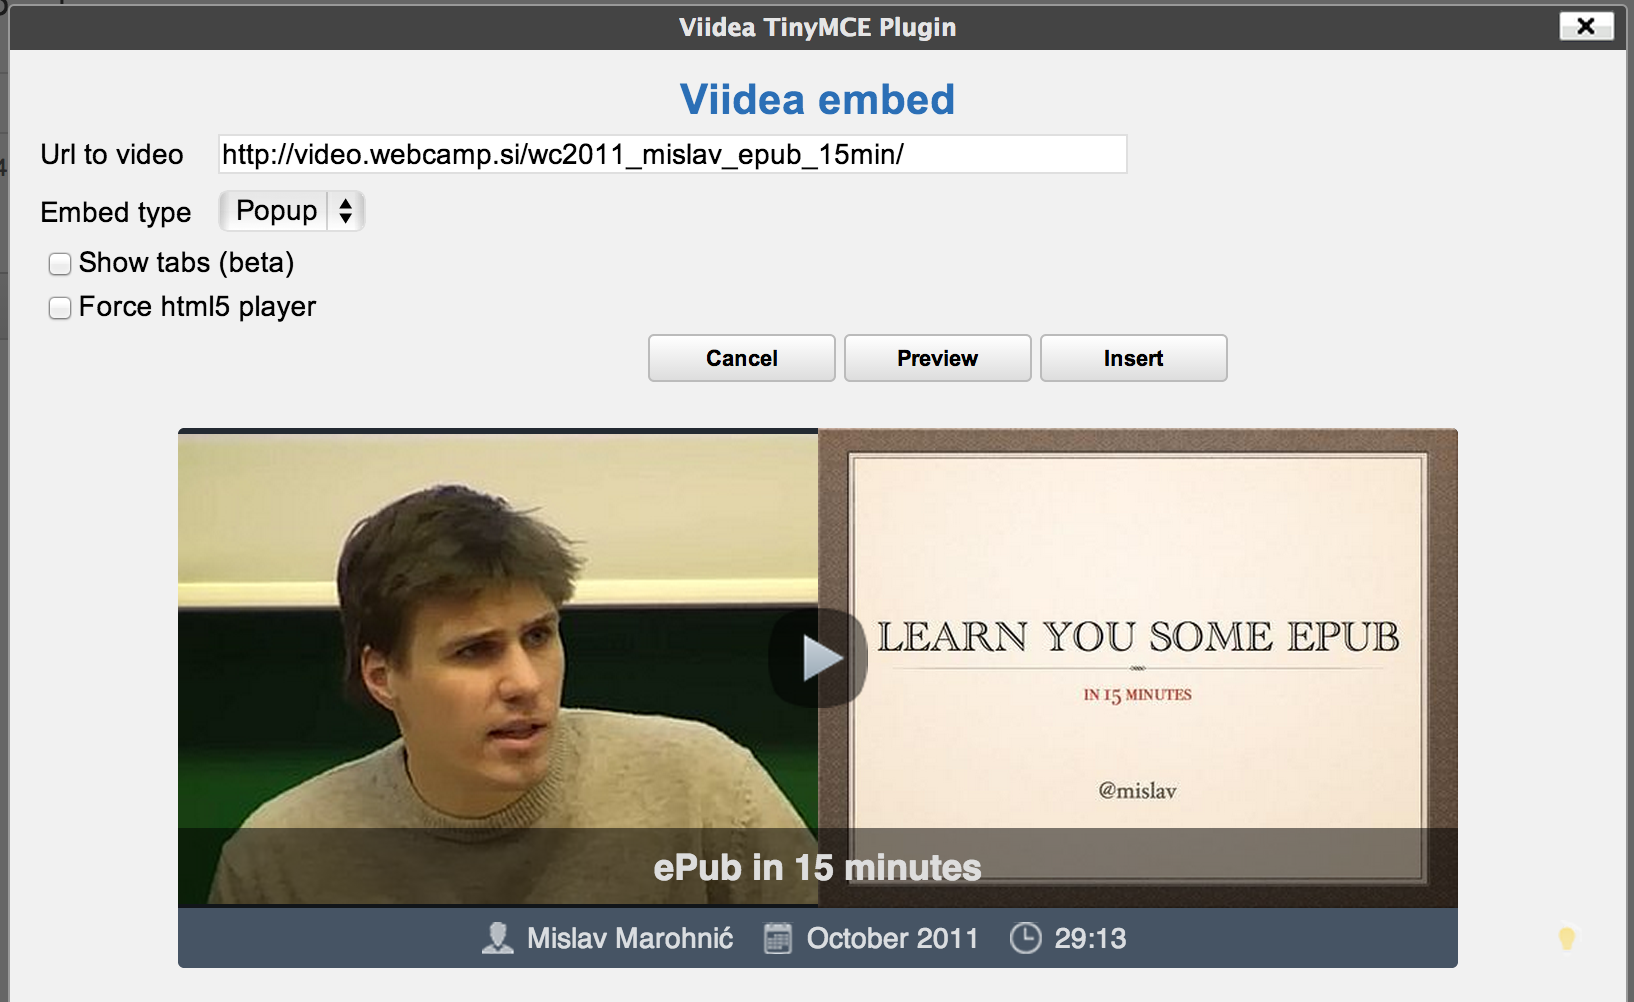 Viidea TinyMCE Plugin
Viidea embed
Url to video http://video.webcamp.si/wc2011_mislav_epub_15min/
Embed type Popup
Show tabs (beta)
Force html5 player
Cancel Preview Insert
LEARN YOU SOME EPUB
IN 15 MINUTES
@mislav
ePub in 15 minutes
Mislav Marohnić October 2011 29:13